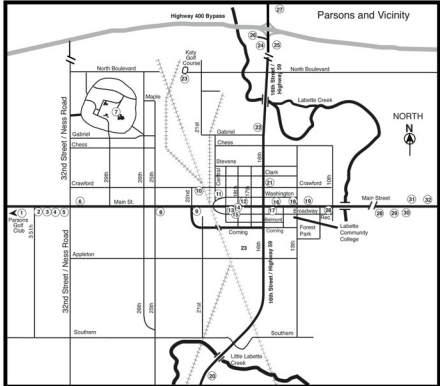 Highway 400 Bypass
27
Parsons and Vicinity
26
24
25
Katy
Golf
Course
23
16th Street /
Highway 59
North Boulevard
North Boulevard
32nd Street / Ness Road
Maple
Labette Creek
NORTH
N
7
21st
22
Gabriel
Gabriel
Chess
Chess
29th
26th
25th
Stevens
16th
Central
Clark
21
10th
Crawford
Crawford
10
11
Washington
18th
17th
12
6
Main St.
22nd
16
18
19
Main Street
31
32
1
2
3
4
5
8
9
13
14
15
17
Broadway
28
28
29
30
Parsons
Golf
Club
35th
Belmont
Rec.
Corning
Corning
Forest
Park
Labette
Community
College
23
16th
13th
Appleton
32nd Street / Ness Road
26th
25th
21st
16th Street / Highway 59
Southern
Southern
Little Labette
Creek
20